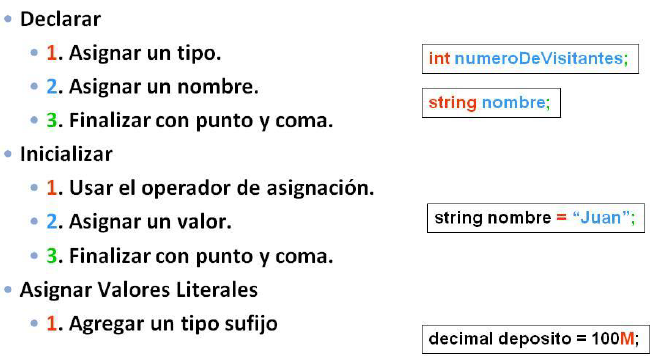 • Declarar
• 1. Asignar un tipo.
int numeroDeVisitantes;
• 2. Asignar un nombre.
string nombre;
• 3. Finalizar con punto y coma.
• Inicializar
• 1. Usar el operador de asignación.
• 2. Asignar un valor.
string nombre = “Juan”;
• 3. Finalizar con punto y coma.
• Asignar Valores Literales
• 1. Agregar un tipo sufijo
decimal deposito = 100M;